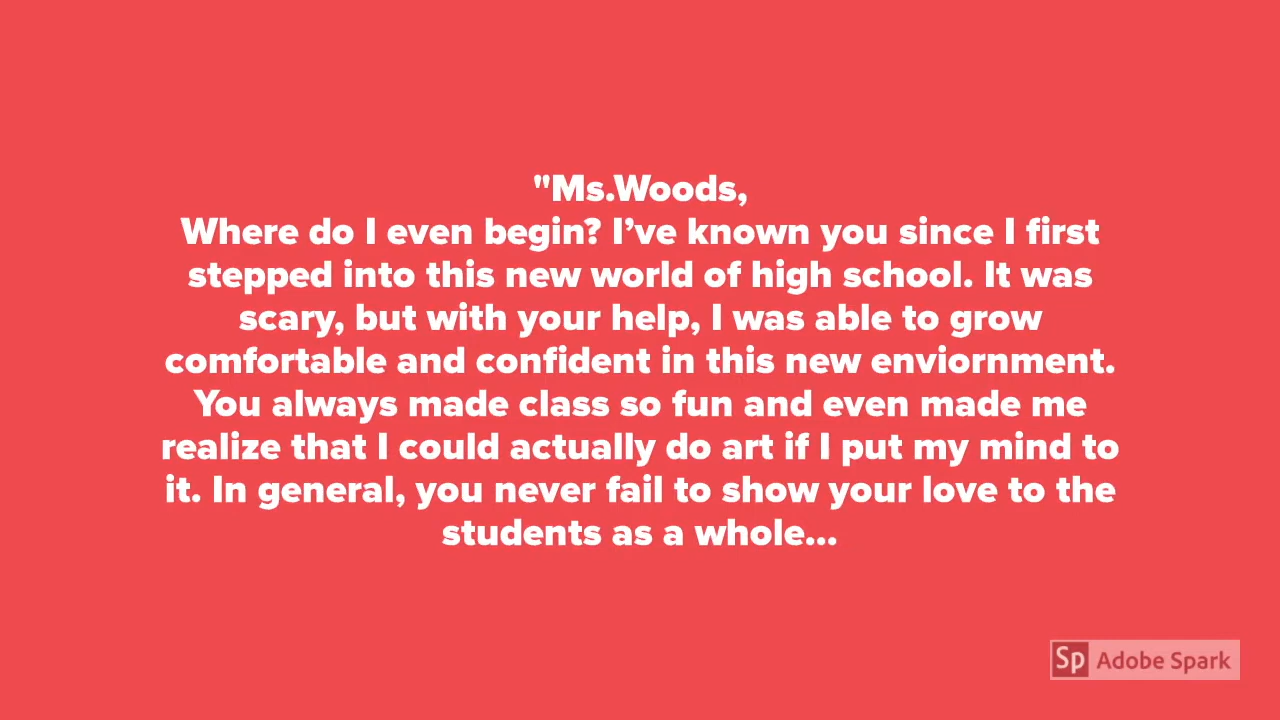 "Ms.Woods,
Where do I even begin? I’ve known you since I first
stepped into this new world of high school. It was
scary, but with your help, I was able to grow
comfortable and confident in this new enviornment.
You always made class so fun and even made me
realize that I could actually do art if I put my mind to
it. In general, you never fail to show your love to the
students as a whole...
Sp Adobe Spark